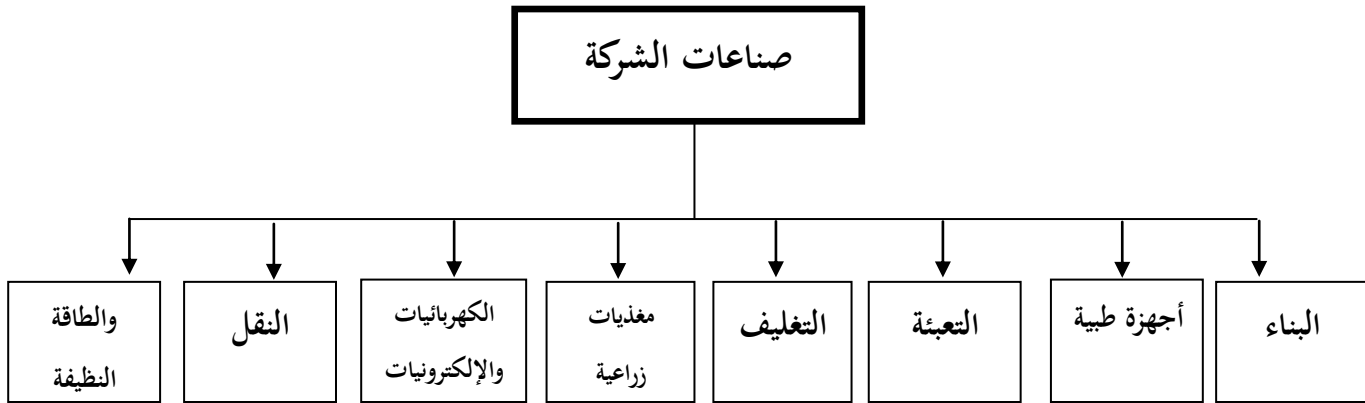 صناعات الشركة
البناء
أجهزة طبية
التعبئة
التغليف
مغذيات
زراعية
الكهربائيات
والإلكترونيات
النقل
والطاقة
النظيفة